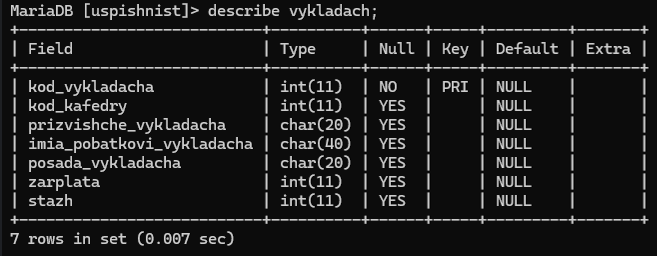 MariaDB [uspishnist]> describe vykladach;
+--------------------------+----------+------+-----+---------+-------+
| Field                    | Type     | Null | Key | Default | Extra |
+--------------------------+----------+------+-----+---------+-------+
| kod_vykladacha           | int(11)  | NO   | PRI | NULL    |       |
| kod_kafedry              | int(11)  | YES  |     | NULL    |       |
| prizvishche_vykladacha   | char(20) | YES  |     | NULL    |       |
| imia_pobatkovi_vykladacha | char(40) | YES  |     | NULL    |       |
| posada_vykladacha        | char(20) | YES  |     | NULL    |       |
| zarplata                 | int(11)  | YES  |     | NULL    |       |
| stazh                    | int(11)  | YES  |     | NULL    |       |
+--------------------------+----------+------+-----+---------+-------+
7 rows in set (0.007 sec)